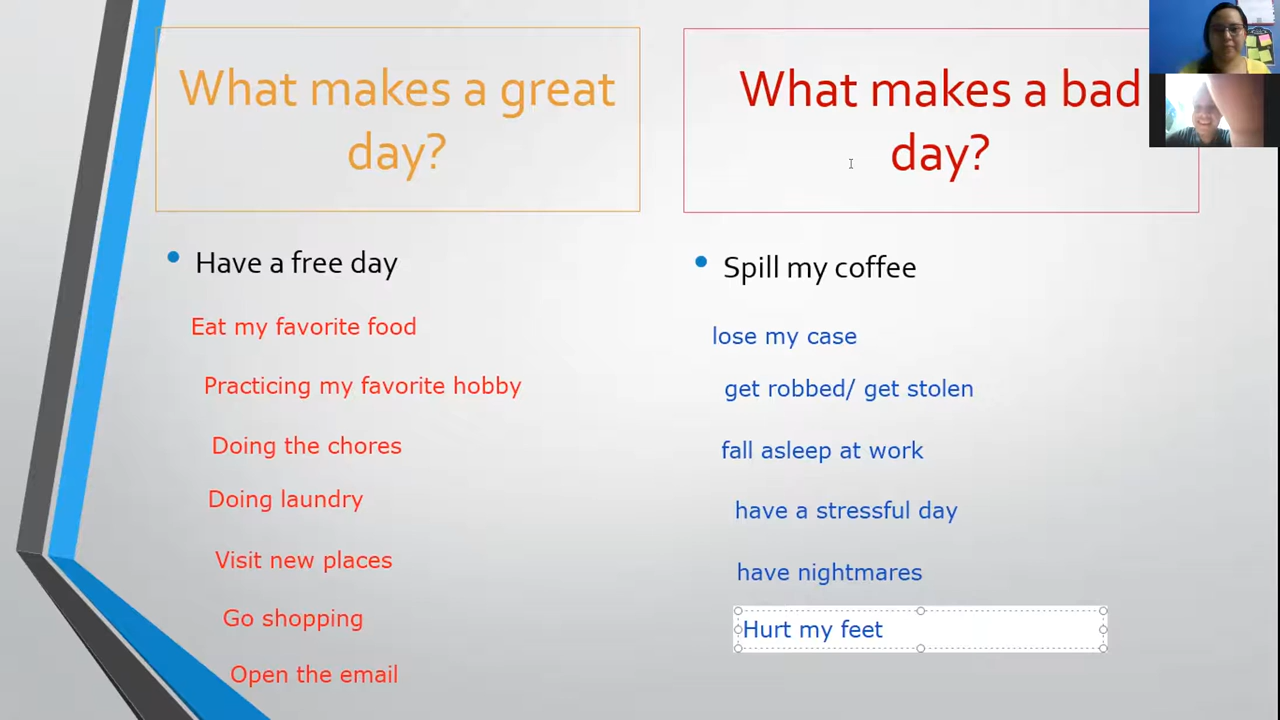 What makes a great
day?
Have a free day
Eat my favorite food
Practicing my favorite hobby
Doing the chores
Doing laundry
Visit new places
Go shopping
Open the email
What makes a bad
day?
Spill my coffee
lose my case
get robbed/ get stolen
fall asleep at work
have a stressful day
have nightmares
Hurt my feet